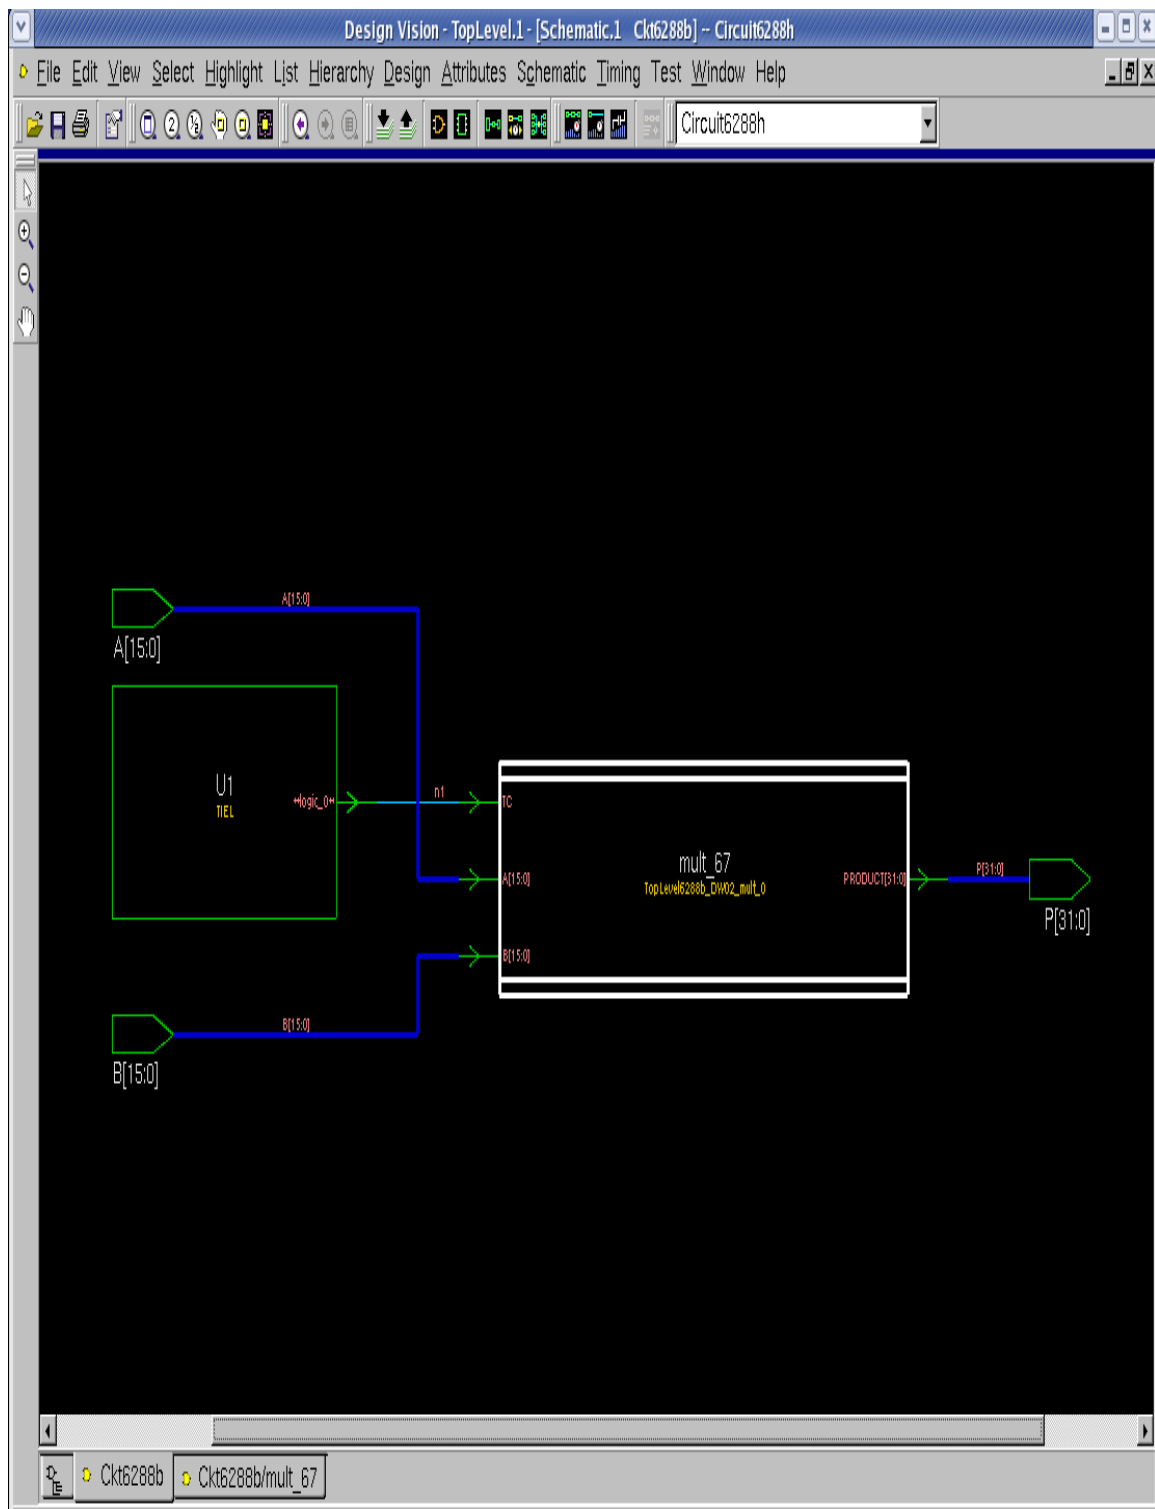 Design Vision - TopLevel.1 - [Schematic.1 Ckt6288b] -- Circuit6288h
File Edit View Select Highlight List Hierarchy Design Attributes Schematic Timing Test Window Help
Circuit6288h
A[15:0]
A[15:0]
U1
TIEL
**logic_0**
n1
TC
mult_67
TopLevel6288b_DW02_mult_0
A[15:0]
PRODUCT[31:0]
P[31:0]
P[31:0]
B[15:0]
B[15:0]
B[15:0]
Ckt6288b
Ckt6288b/mult_67